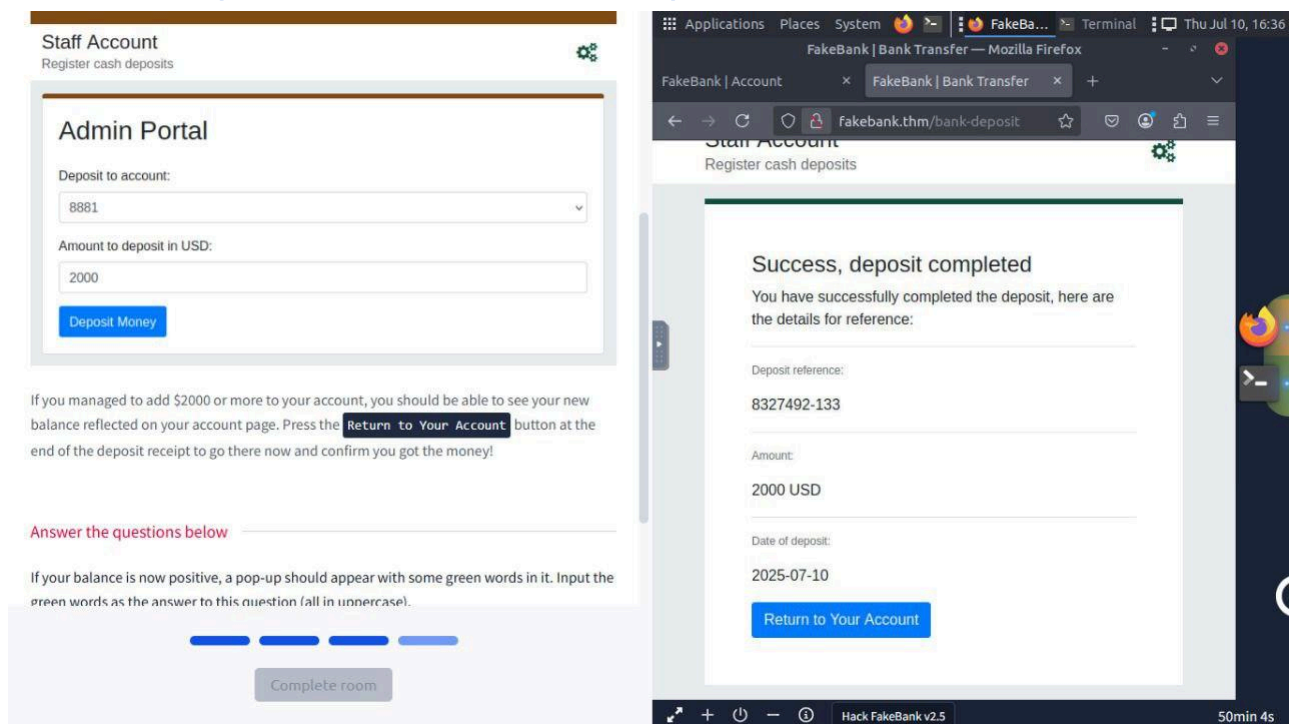 Staff Account
Register cash deposits
Admin Portal
Deposit to account:
8881
Amount to deposit in USD:
2000
Deposit Money
If you managed to add $2000 or more to your account, you should be able to see your new
balance reflected on your account page. Press the Return to Your Account button at the
end of the deposit receipt to go there now and confirm you got the money!
Answer the questions below
If your balance is now positive, a pop-up should appear with some green words in it. Input the
green words as the answer to this question (all in uppercase).
Complete room
Applications Places System FakeBa... Terminal Thu Jul 10, 16:36
FakeBank | Bank Transfer — Mozilla Firefox
FakeBank | Account FakeBank | Bank Transfer
fakebank.thm/bank-deposit
Staff Account
Register cash deposits
Success, deposit completed
You have successfully completed the deposit, here are
the details for reference:
Deposit reference:
8327492-133
Amount:
2000 USD
Date of deposit:
2025-07-10
Return to Your Account
Hack FakeBank v2.5 50min 4s